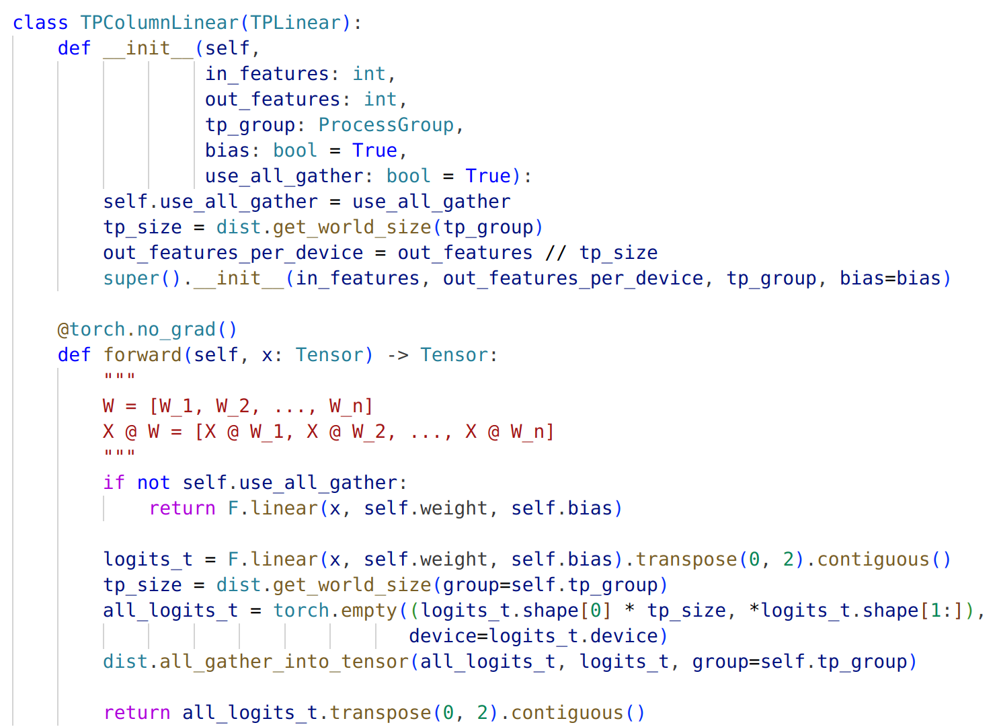 class TPColumnLinear(TPLinear):
    def __init__(self,
                 in_features: int,
                 out_features: int,
                 tp_group: ProcessGroup,
                 bias: bool = True,
                 use_all_gather: bool = True):
        self.use_all_gather = use_all_gather
        tp_size = dist.get_world_size(tp_group)
        out_features_per_device = out_features // tp_size
        super().__init__(in_features, out_features_per_device, tp_group, bias=bias)

    @torch.no_grad()
    def forward(self, x: Tensor) -> Tensor:
        """
        W = [W_1, W_2, ..., W_n]
        X @ W = [X @ W_1, X @ W_2, ..., X @ W_n]
        """
        if not self.use_all_gather:
            return F.linear(x, self.weight, self.bias)

        logits_t = F.linear(x, self.weight, self.bias).transpose(0, 2).contiguous()
        tp_size = dist.get_world_size(group=self.tp_group)
        all_logits_t = torch.empty((logits_t.shape[0] * tp_size, *logits_t.shape[1:]),
                                   device=logits_t.device)
        dist.all_gather_into_tensor(all_logits_t, logits_t, group=self.tp_group)

        return all_logits_t.transpose(0, 2).contiguous()